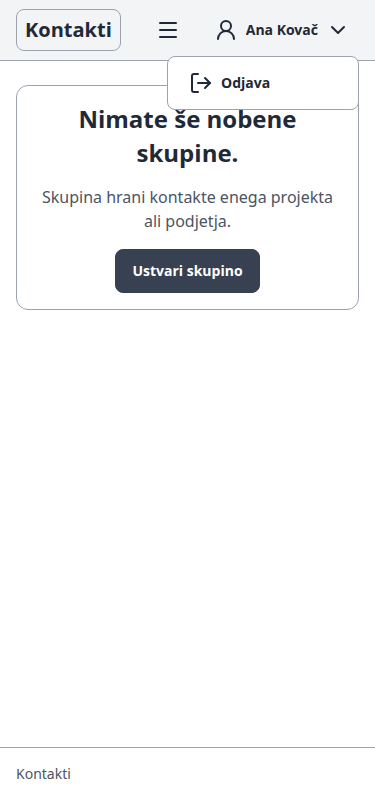 Kontakti
Ana Kovač
Odjava
Nimate še nobene
skupine.
Skupina hrani kontakte enega projekta
ali podjetja.
Ustvari skupino
Kontakti